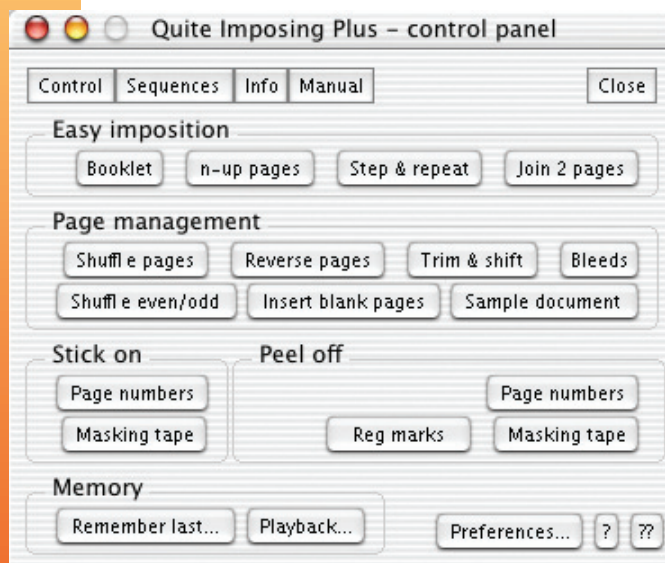 Quite Imposing Plus – control panel
Control Sequences Info Manual Close
Easy imposition
Booklet n-up pages Step & repeat Join 2 pages
Page management
Shuffle pages Reverse pages Trim & shift Bleeds
Shuffle even/odd Insert blank pages Sample document
Stick on Peel off
Page numbers Page numbers
Masking tape Reg marks Masking tape
Memory
Remember last... Playback... Preferences... ? ??